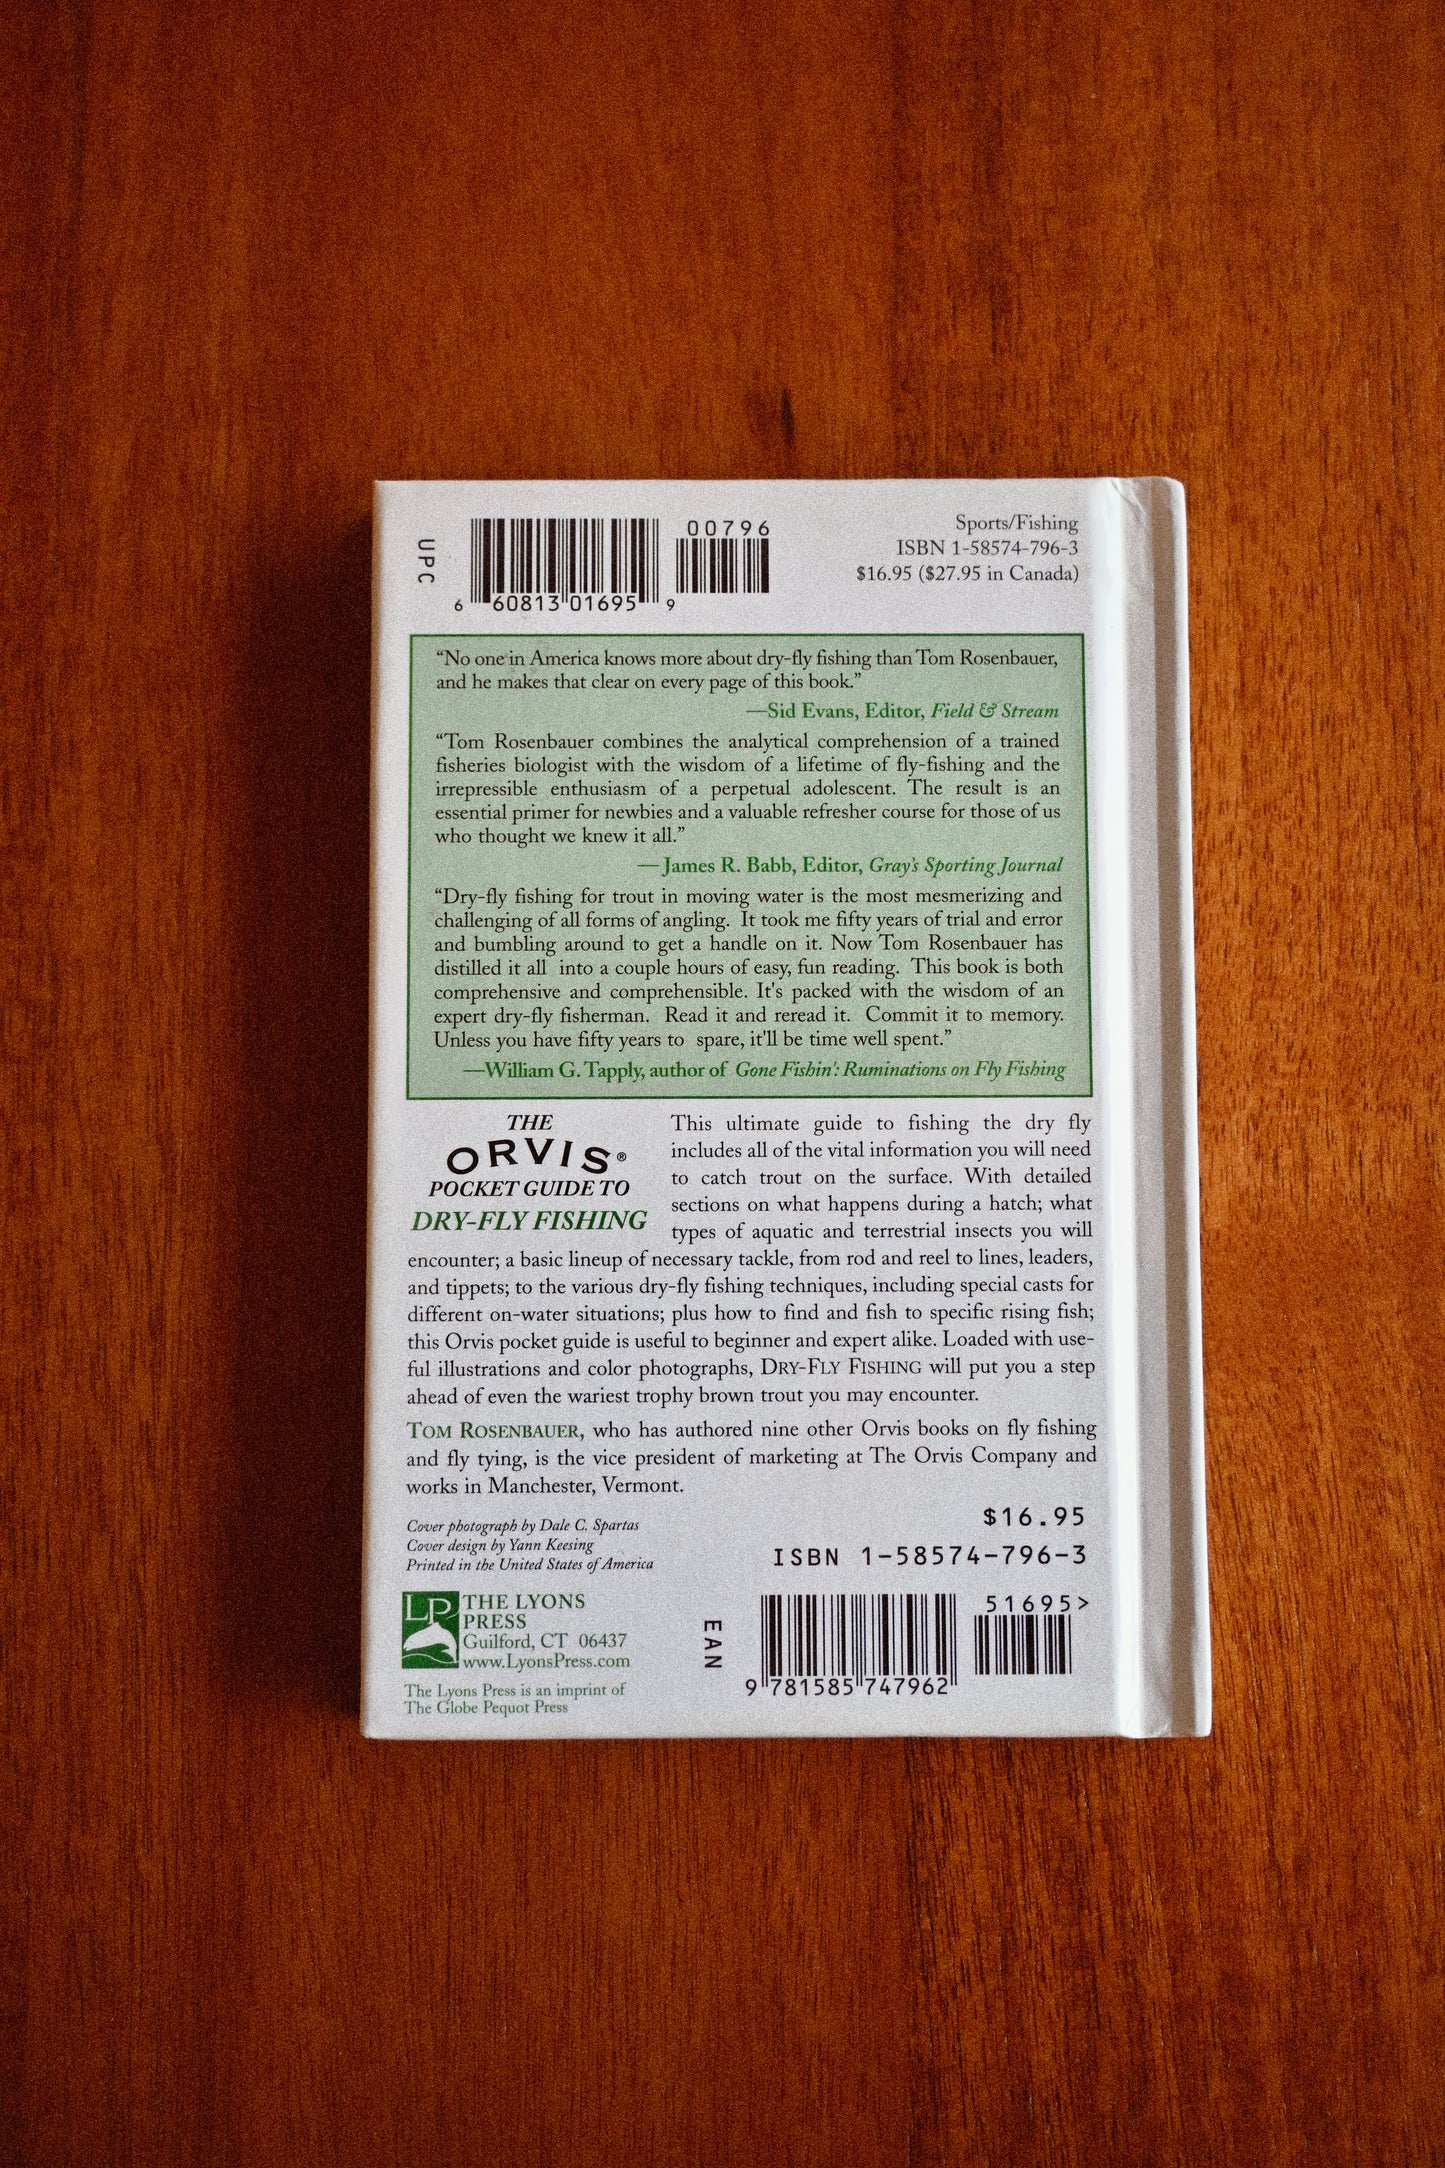 UPC
00796
6 60813 01695 9
Sports/Fishing
ISBN 1-58574-796-3
$16.95 ($27.95 in Canada)
“No one in America knows more about dry-fly fishing than Tom Rosenbauer,
and he makes that clear on every page of this book.”
—Sid Evans, Editor, Field & Stream
“Tom Rosenbauer combines the analytical comprehension of a trained
fisheries biologist with the wisdom of a lifetime of fly-fishing and the
irrepressible enthusiasm of a perpetual adolescent. The result is an
essential primer for newbies and a valuable refresher course for those of us
who thought we knew it all.”
—James R. Babb, Editor, Gray's Sporting Journal
“Dry-fly fishing for trout in moving water is the most mesmerizing and
challenging of all forms of angling. It took me fifty years of trial and error
and bumbling around to get a handle on it. Now Tom Rosenbauer has
distilled it all into a couple hours of easy, fun reading. This book is both
comprehensive and comprehensible. It's packed with the wisdom of an
expert dry-fly fisherman. Read it and reread it. Commit it to memory.
Unless you have fifty years to spare, it'll be time well spent.”
—William G. Tapply, author of Gone Fishin': Ruminations on Fly Fishing
THE
ORVIS®
POCKET GUIDE TO
DRY-FLY FISHING
This ultimate guide to fishing the dry fly
includes all of the vital information you will need
to catch trout on the surface. With detailed
sections on what happens during a hatch; what
types of aquatic and terrestrial insects you will
encounter; a basic lineup of necessary tackle, from rod and reel to lines, leaders,
and tippets; to the various dry-fly fishing techniques, including special casts for
different on-water situations; plus how to find and fish to specific rising fish;
this Orvis pocket guide is useful to beginner and expert alike. Loaded with use-
ful illustrations and color photographs, DRY-FLY FISHING will put you a step
ahead of even the wariest trophy brown trout you may encounter.
TOM ROSENBAUER, who has authored nine other Orvis books on fly fishing
and fly tying, is the vice president of marketing at The Orvis Company and
works in Manchester, Vermont.
Cover photograph by Dale C. Spartas
Cover design by Yann Keesing
Printed in the United States of America
LP
THE LYONS
PRESS
Guilford, CT 06437
www.LyonsPress.com
The Lyons Press is an imprint of
The Globe Pequot Press
$16.95
ISBN 1-58574-796-3
EAN
51695>
9 781585 747962